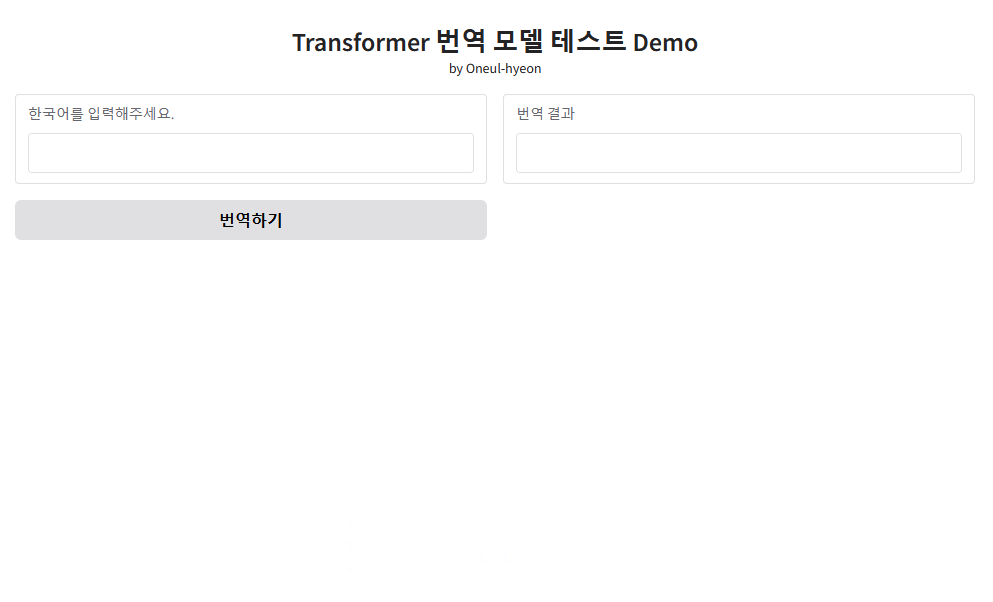 Transformer 번역 모델 테스트 Demo
by Oneul-hyeon
한국어를 입력해주세요.
번역 결과
번역하기